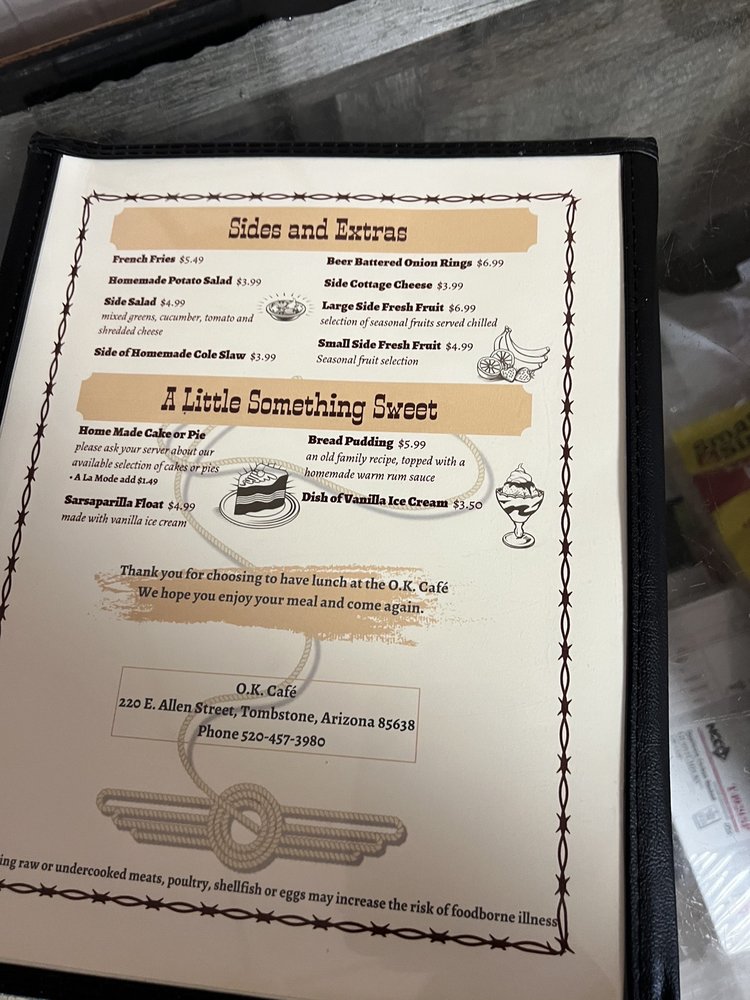 Sides and Extras
French Fries $5.49
Homemade Potato Salad $3.99
Side Salad $4.99
mixed greens, cucumber, tomato and
shredded cheese
Side of Homemade Cole Slaw $3.99
Beer Battered Onion Rings $6.99
Side Cottage Cheese $3.99
Large Side Fresh Fruit $6.99
selection of seasonal fruits served chilled
Small Side Fresh Fruit $4.99
Seasonal fruit selection
A Little Something Sweet
Home Made Cake or Pie
please ask your server about our
available selection of cakes or pies
• A La Mode add $1.49
Sarsaparilla Float $4.99
made with vanilla ice cream
Bread Pudding $5.99
an old family recipe, topped with a
homemade warm rum sauce
Dish of Vanilla Ice Cream $3.50
Thank you for choosing to have lunch at the O.K. Café
We hope you enjoy your meal and come again.
O.K. Café
220 E. Allen Street, Tombstone, Arizona 85638
Phone 520-457-3980
ing raw or undercooked meats, poultry, shellfish or eggs may increase the risk of foodborne illness